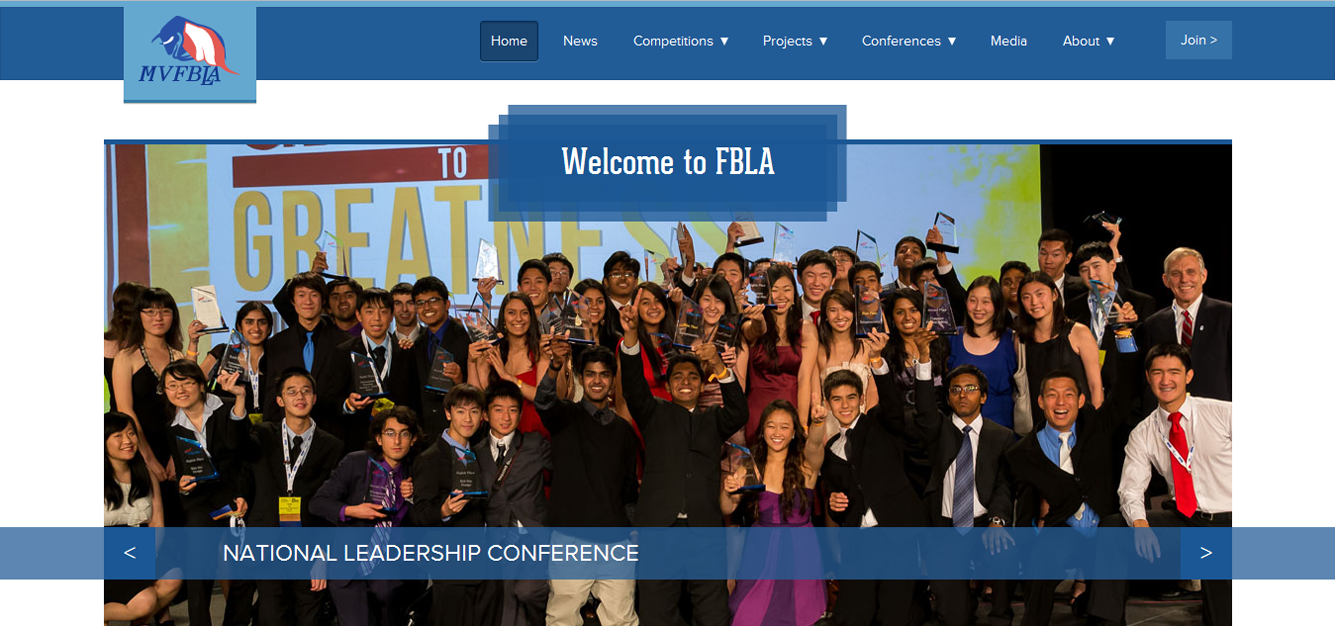 MVFBLA
Home
News
Competitions ▼
Projects ▼
Conferences ▼
Media
About ▼
Join >
Welcome to FBLA
TO
GREATNESS
<
NATIONAL LEADERSHIP CONFERENCE
>